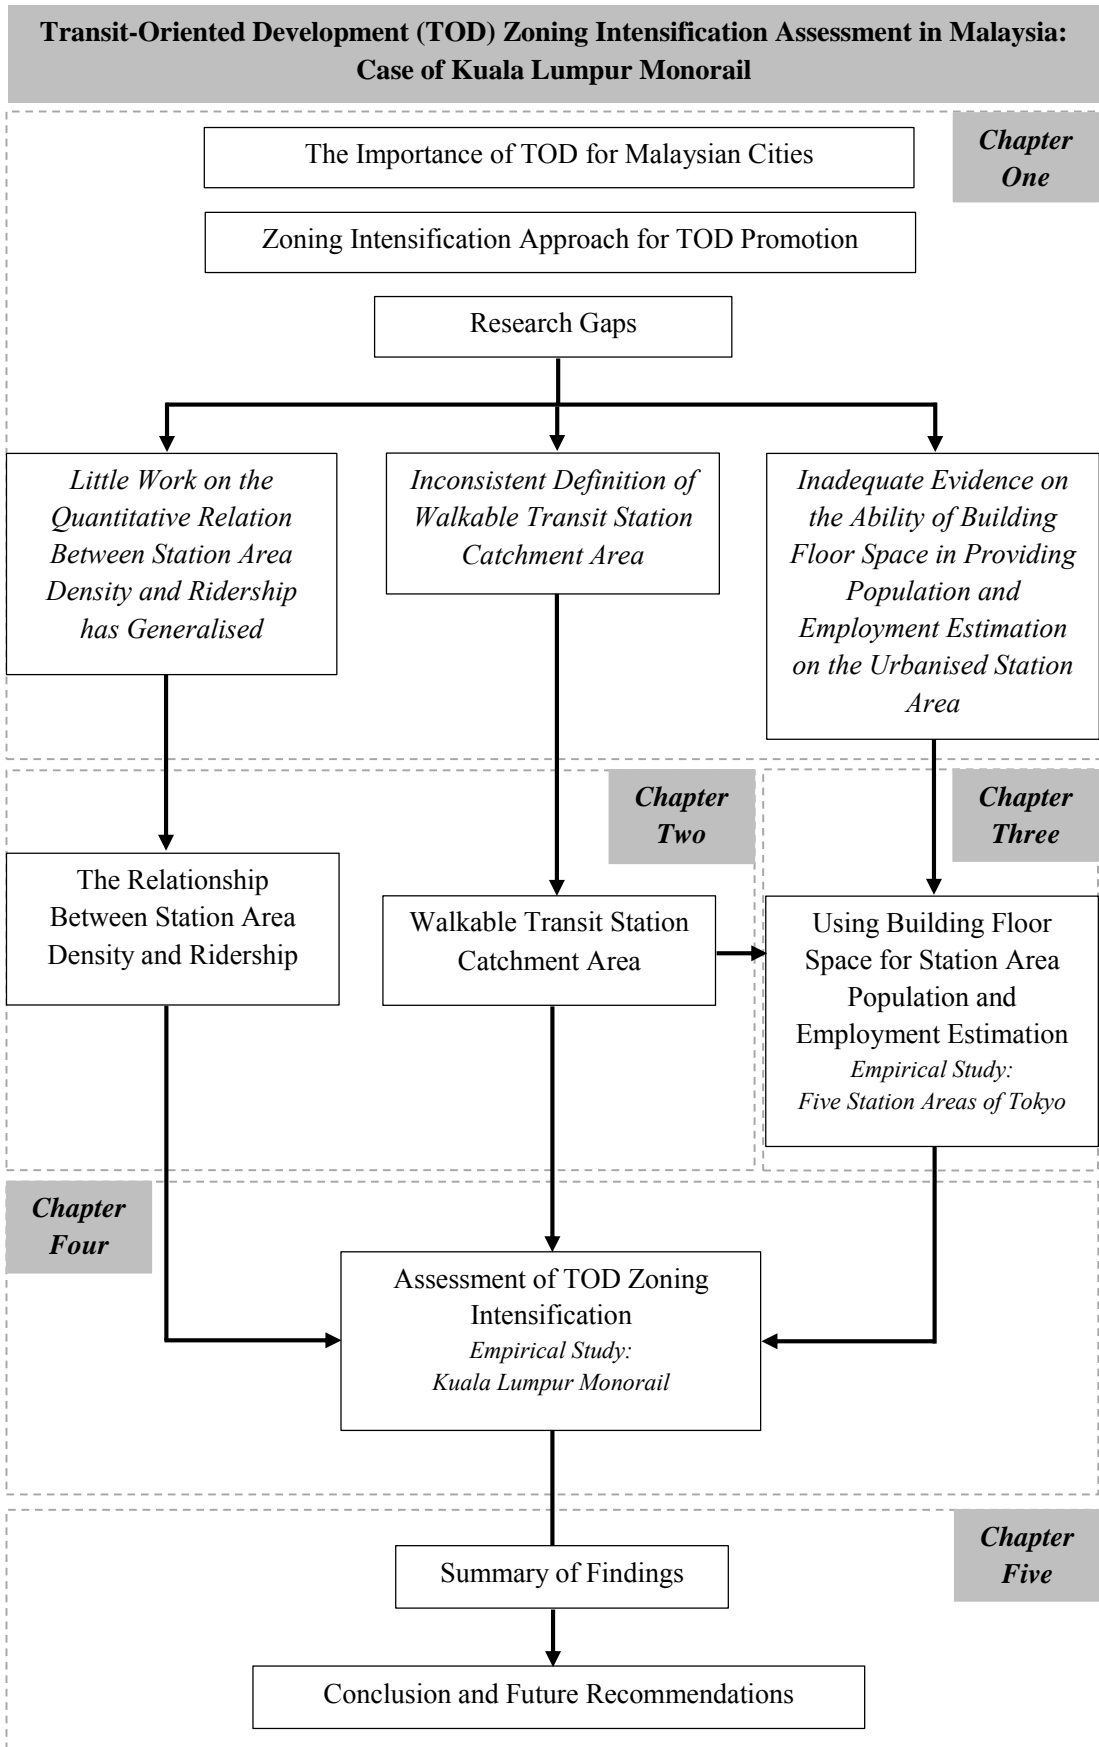 Transit-Oriented Development (TOD) Zoning Intensification Assessment in Malaysia:
Case of Kuala Lumpur Monorail
Chapter
One
The Importance of TOD for Malaysian Cities
Zoning Intensification Approach for TOD Promotion
Research Gaps
Little Work on the
Quantitative Relation
Between Station Area
Density and Ridership
has Generalised
Inconsistent Definition of
Walkable Transit Station
Catchment Area
Inadequate Evidence on
the Ability of Building
Floor Space in Providing
Population and
Employment Estimation
on the Urbanised Station
Area
Chapter
Two
Chapter
Three
The Relationship
Between Station Area
Density and Ridership
Walkable Transit Station
Catchment Area
Using Building Floor
Space for Station Area
Population and
Employment Estimation
Empirical Study:
Five Station Areas of Tokyo
Chapter
Four
Assessment of TOD Zoning
Intensification
Empirical Study:
Kuala Lumpur Monorail
Chapter
Five
Summary of Findings
Conclusion and Future Recommendations